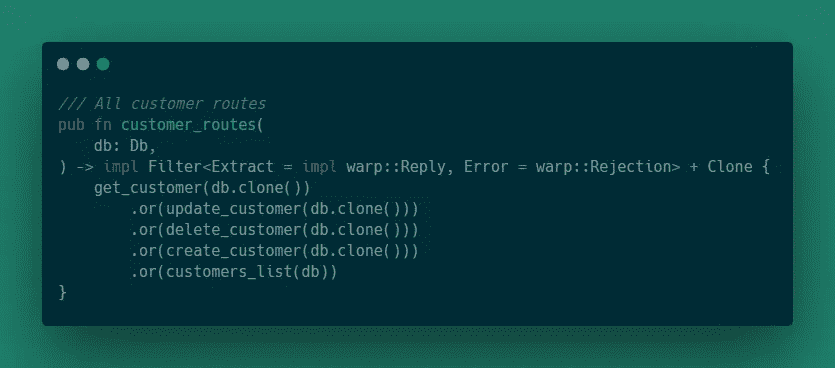 /// All customer routes
pub fn customer_routes(
    db: Db,
) -> impl Filter<Extract = impl warp::Reply, Error = warp::Rejection> + Clone {
    get_customer(db.clone())
        .or(update_customer(db.clone()))
        .or(delete_customer(db.clone()))
        .or(create_customer(db.clone()))
        .or(customers_list(db))
}